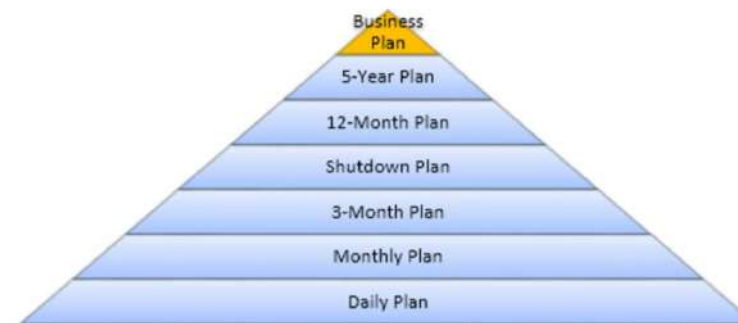 Business
Plan
5-Year Plan
12-Month Plan
Shutdown Plan
3-Month Plan
Monthly Plan
Daily Plan